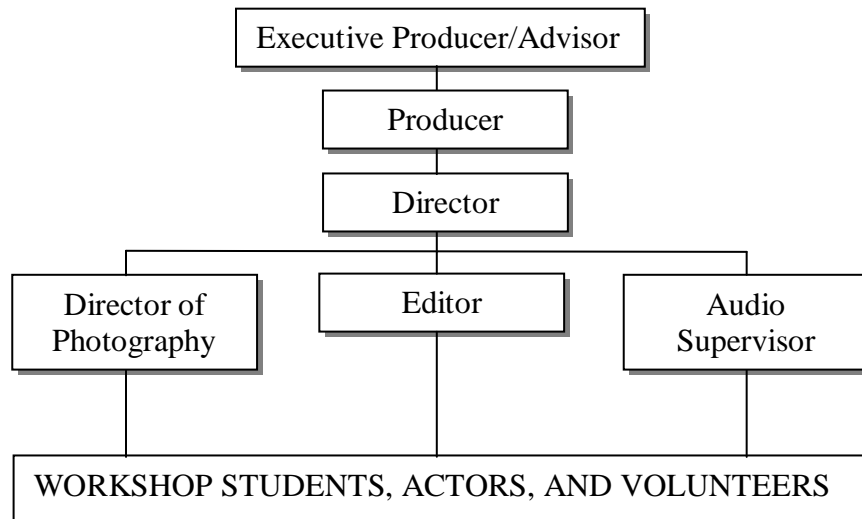 Executive Producer/Advisor
Producer
Director
Director of
Photography
Editor
Audio
Supervisor
WORKSHOP STUDENTS, ACTORS, AND VOLUNTEERS